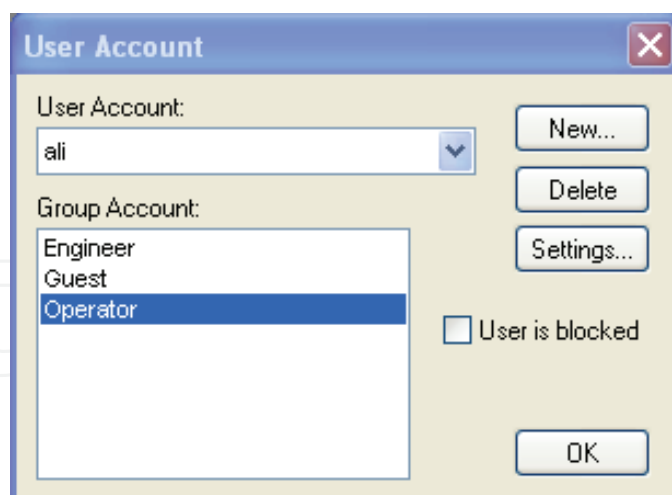 User Account
User Account:
ali
New...
Delete
Group Account:
Settings...
Engineer
Guest
Operator
User is blocked
OK